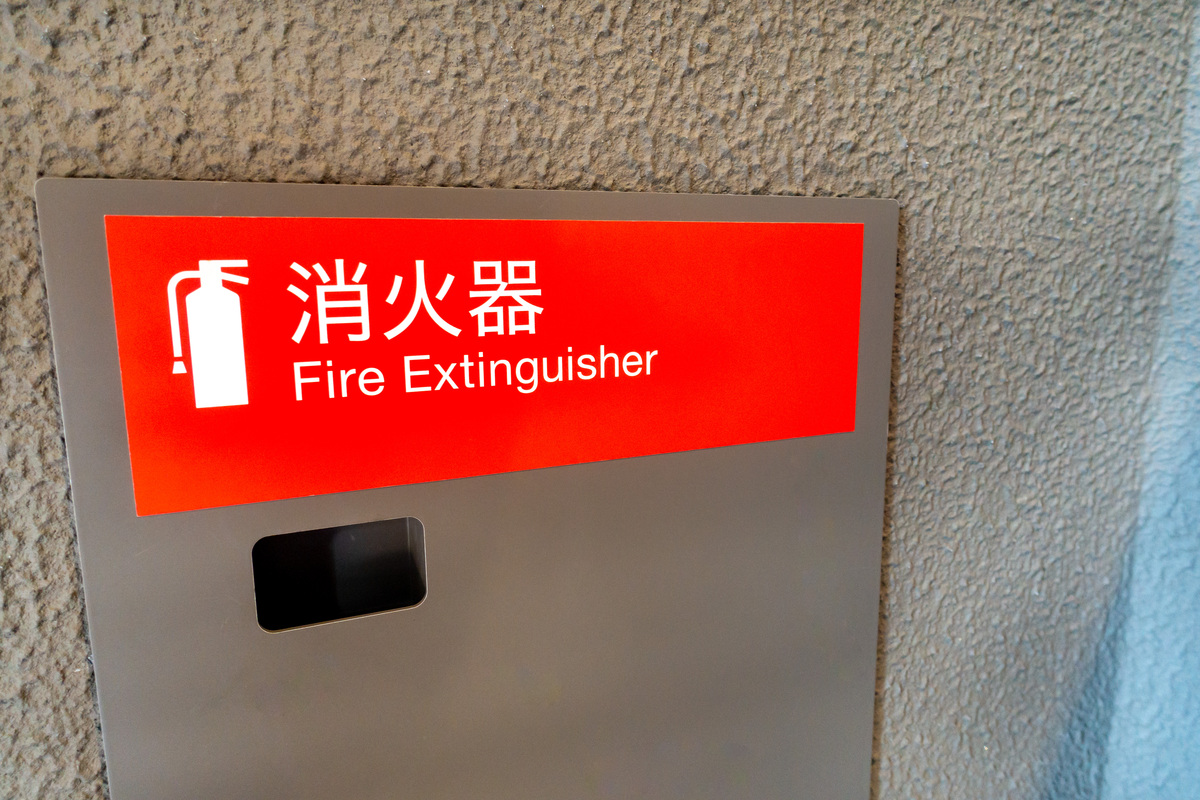 消火器
Fire Extinguisher